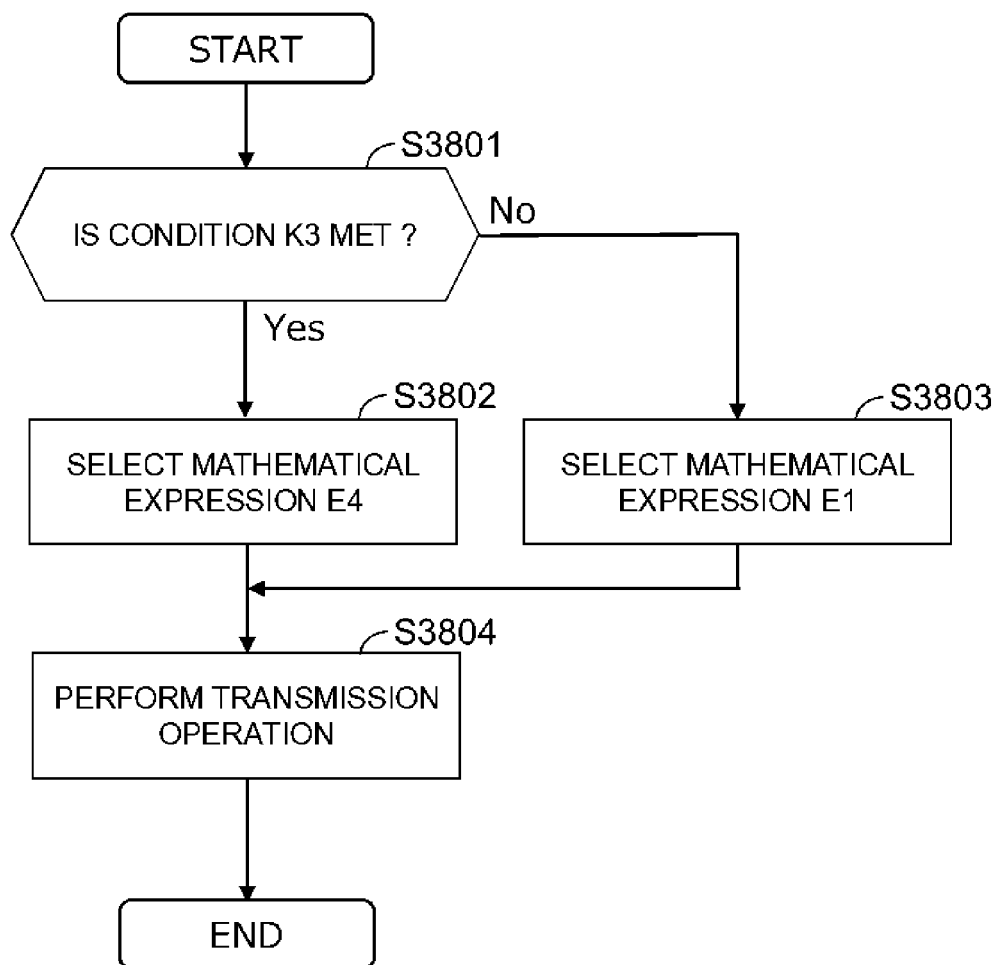 START
S3801
IS CONDITION K3 MET ?
No
Yes
S3802
SELECT MATHEMATICAL
EXPRESSION E4
S3803
SELECT MATHEMATICAL
EXPRESSION E1
S3804
PERFORM TRANSMISSION
OPERATION
END